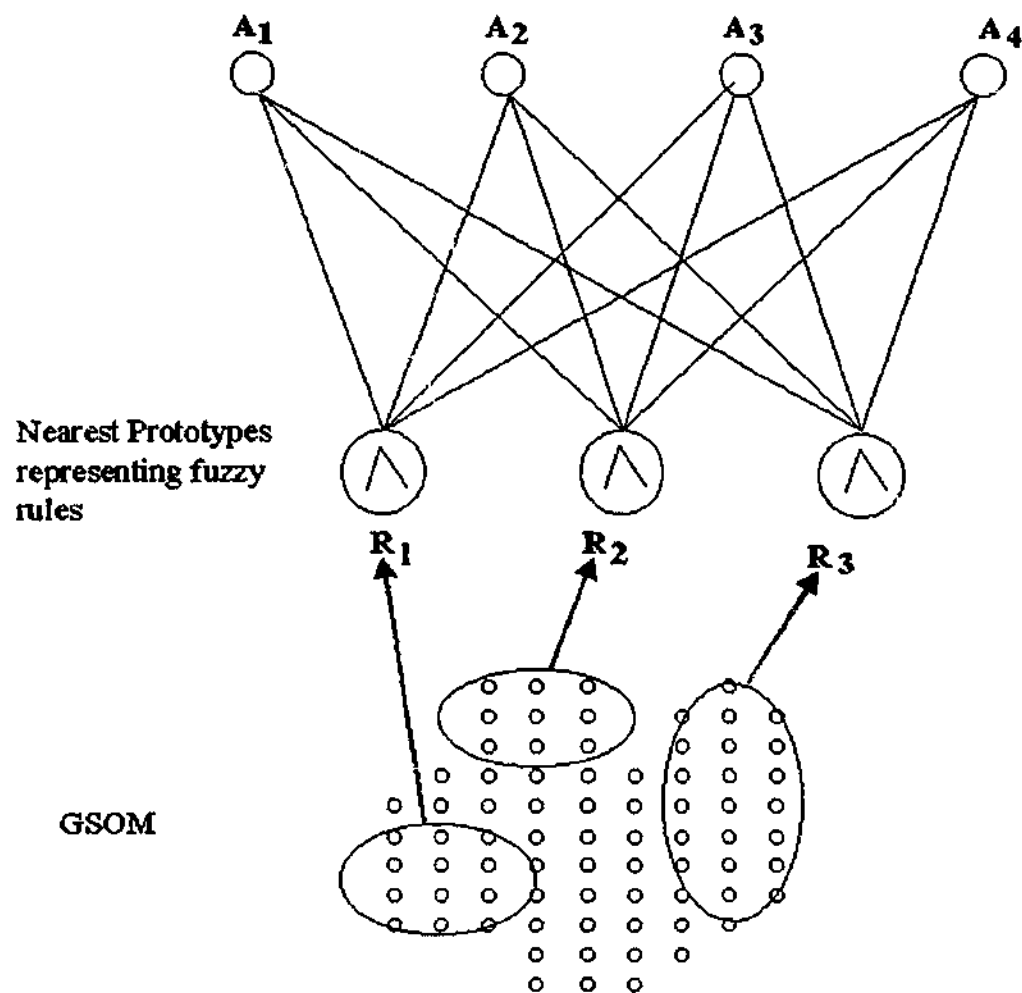 A1 A2 A3 A4
Nearest Prototypes
representing fuzzy
rules
R1 R2 R3
GSOM